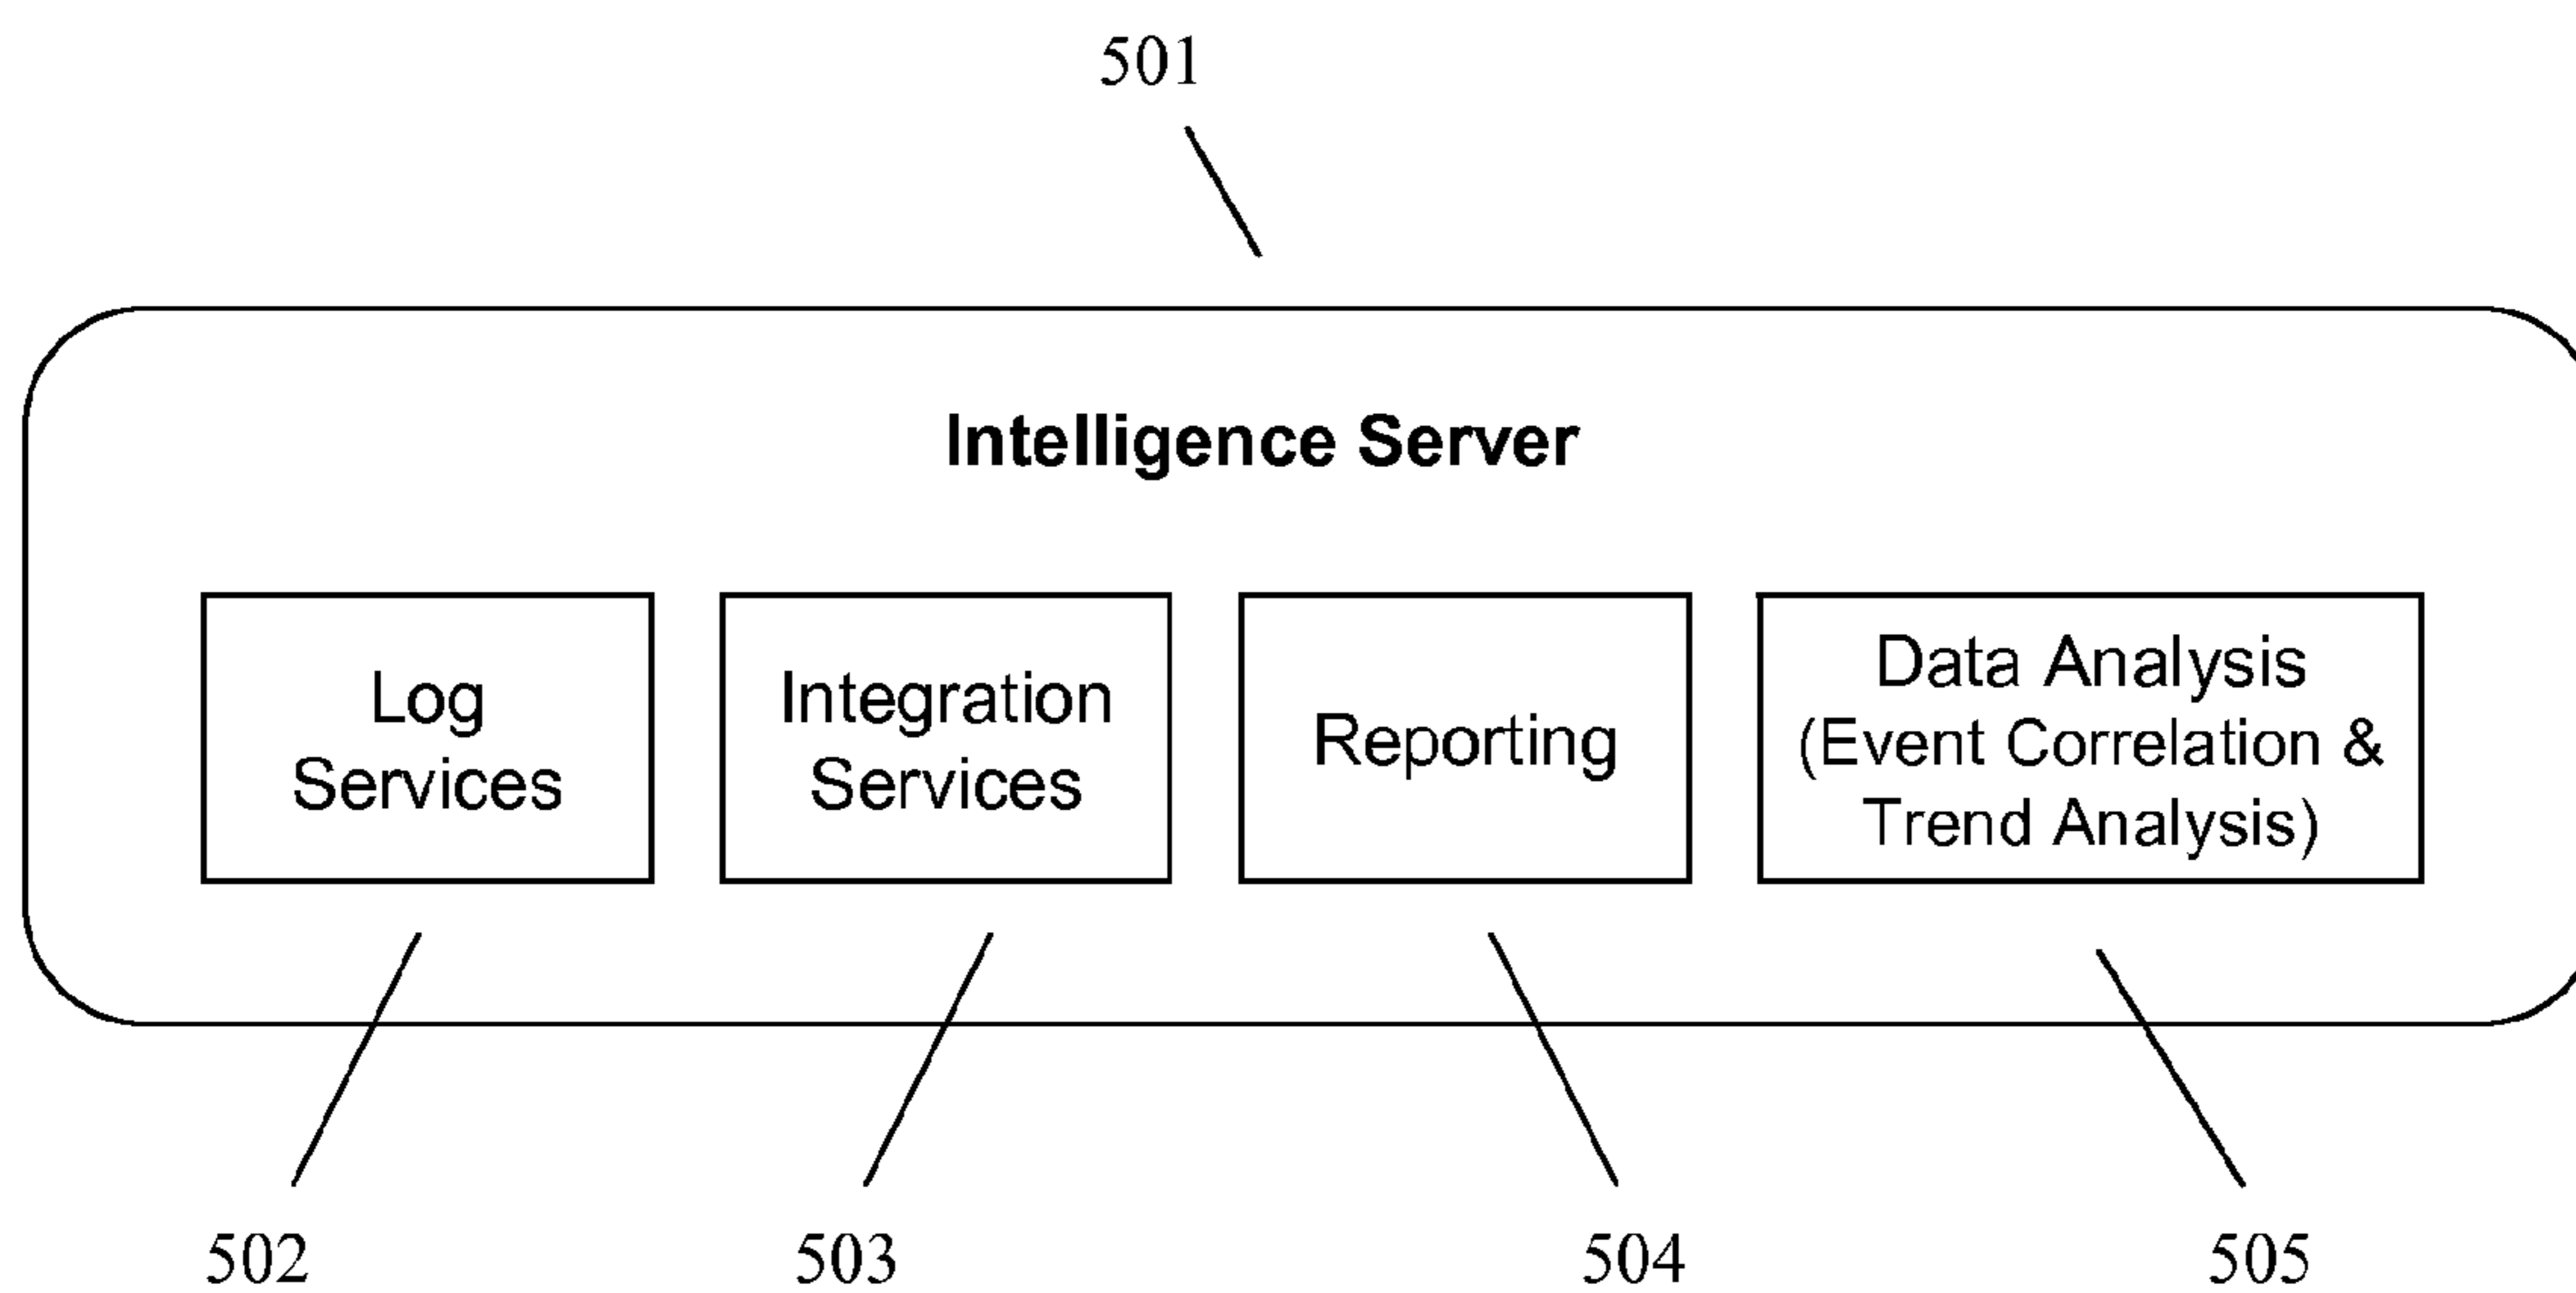 501
Intelligence Server
Log
Services
Integration
Services
Reporting
Data Analysis
(Event Correlation &
Trend Analysis)
502
503
504
505